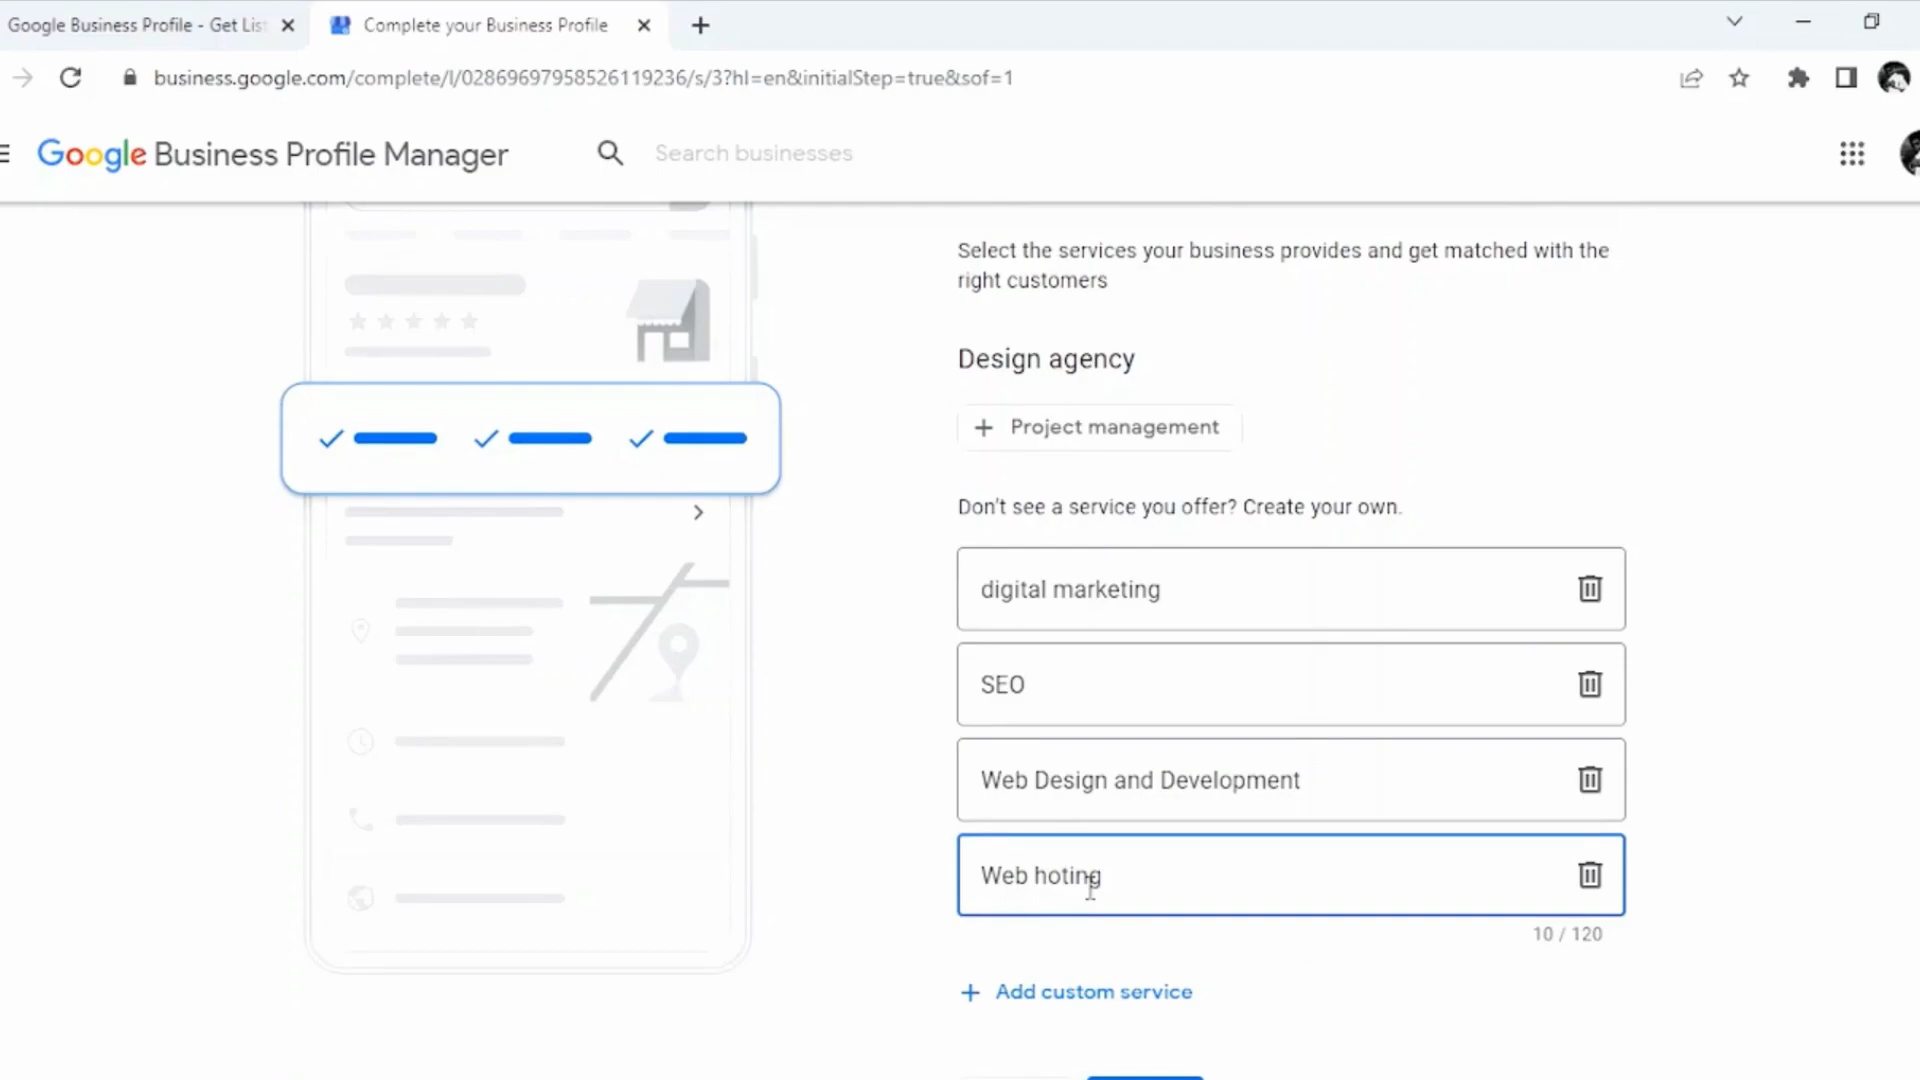 Google Business Profile - Get List
Complete your Business Profile
business.google.com/complete/l/02869697958526119236/s/3?hl=en&initialStep=true&sof=1
Google Business Profile Manager
Search businesses
Select the services your business provides and get matched with the
right customers
Design agency
+ Project management
Don't see a service you offer? Create your own.
digital marketing
SEO
Web Design and Development
Web hoting
10 / 120
+ Add custom service